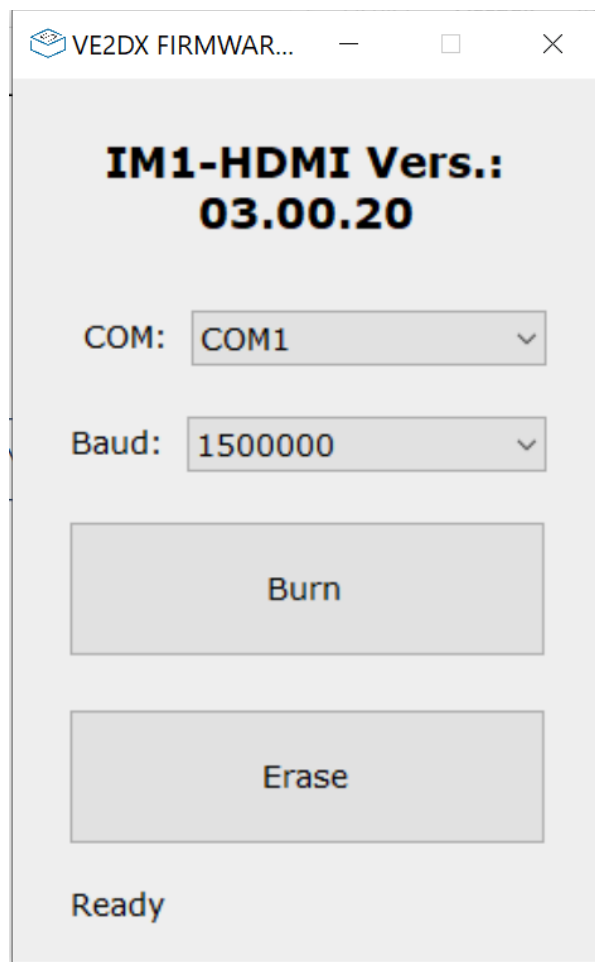 VE2DX FIRMWAR...
IM1-HDMI Vers.:
03.00.20
COM: COM1
Baud: 1500000
Burn
Erase
Ready